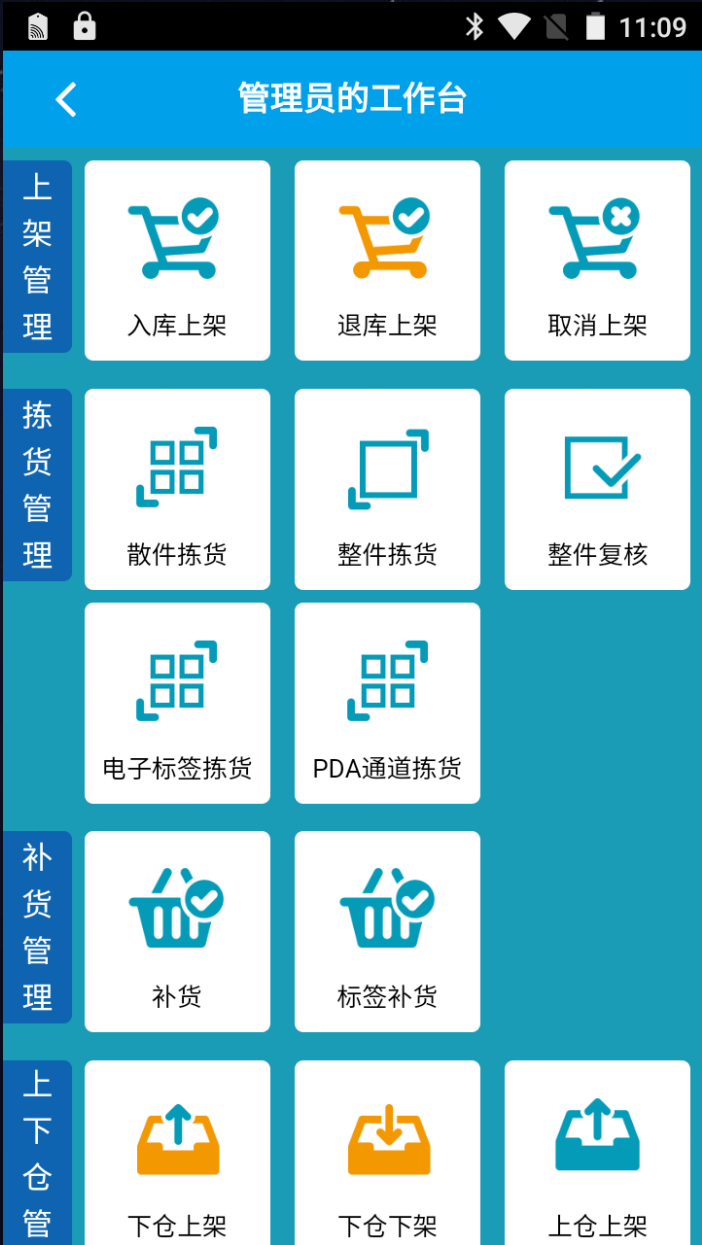 11:09
管理员的工作台
上架管理
入库上架
退库上架
取消上架
拣货管理
散件拣货
整件拣货
整件复核
电子标签拣货
PDA通道拣货
补货管理
补货
标签补货
上下仓管
下仓上架
下仓下架
上仓上架